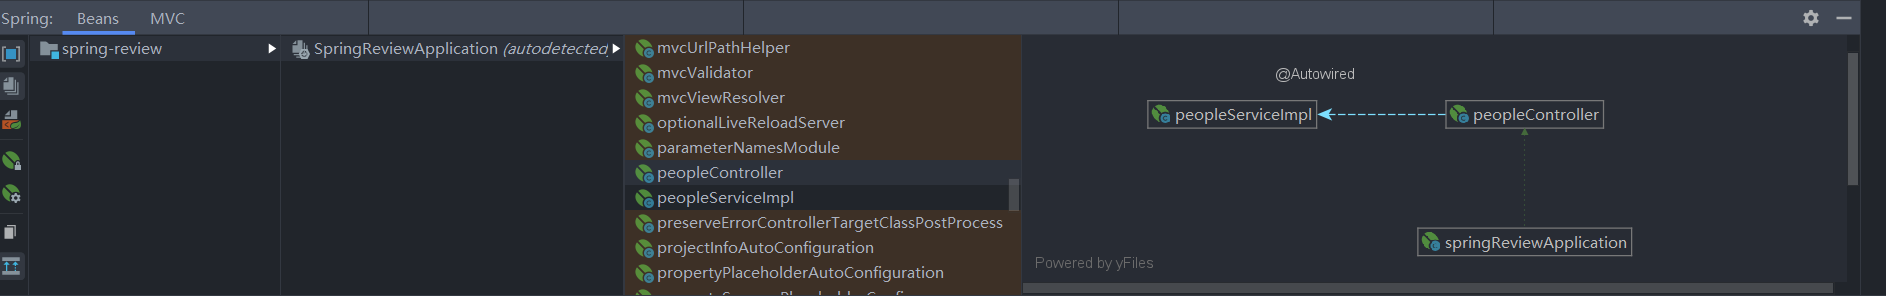 Spring: Beans MVC
spring-review
SpringReviewApplication (autodetected)
mvcUrlPathHelper
mvcValidator
mvcViewResolver
optionalLiveReloadServer
parameterNamesModule
peopleController
peopleServiceImpl
preserveErrorControllerTargetClassPostProcess
projectInfoAutoConfiguration
propertyPlaceholderAutoConfiguration
@Autowired
peopleServiceImpl
peopleController
springReviewApplication
Powered by yFiles